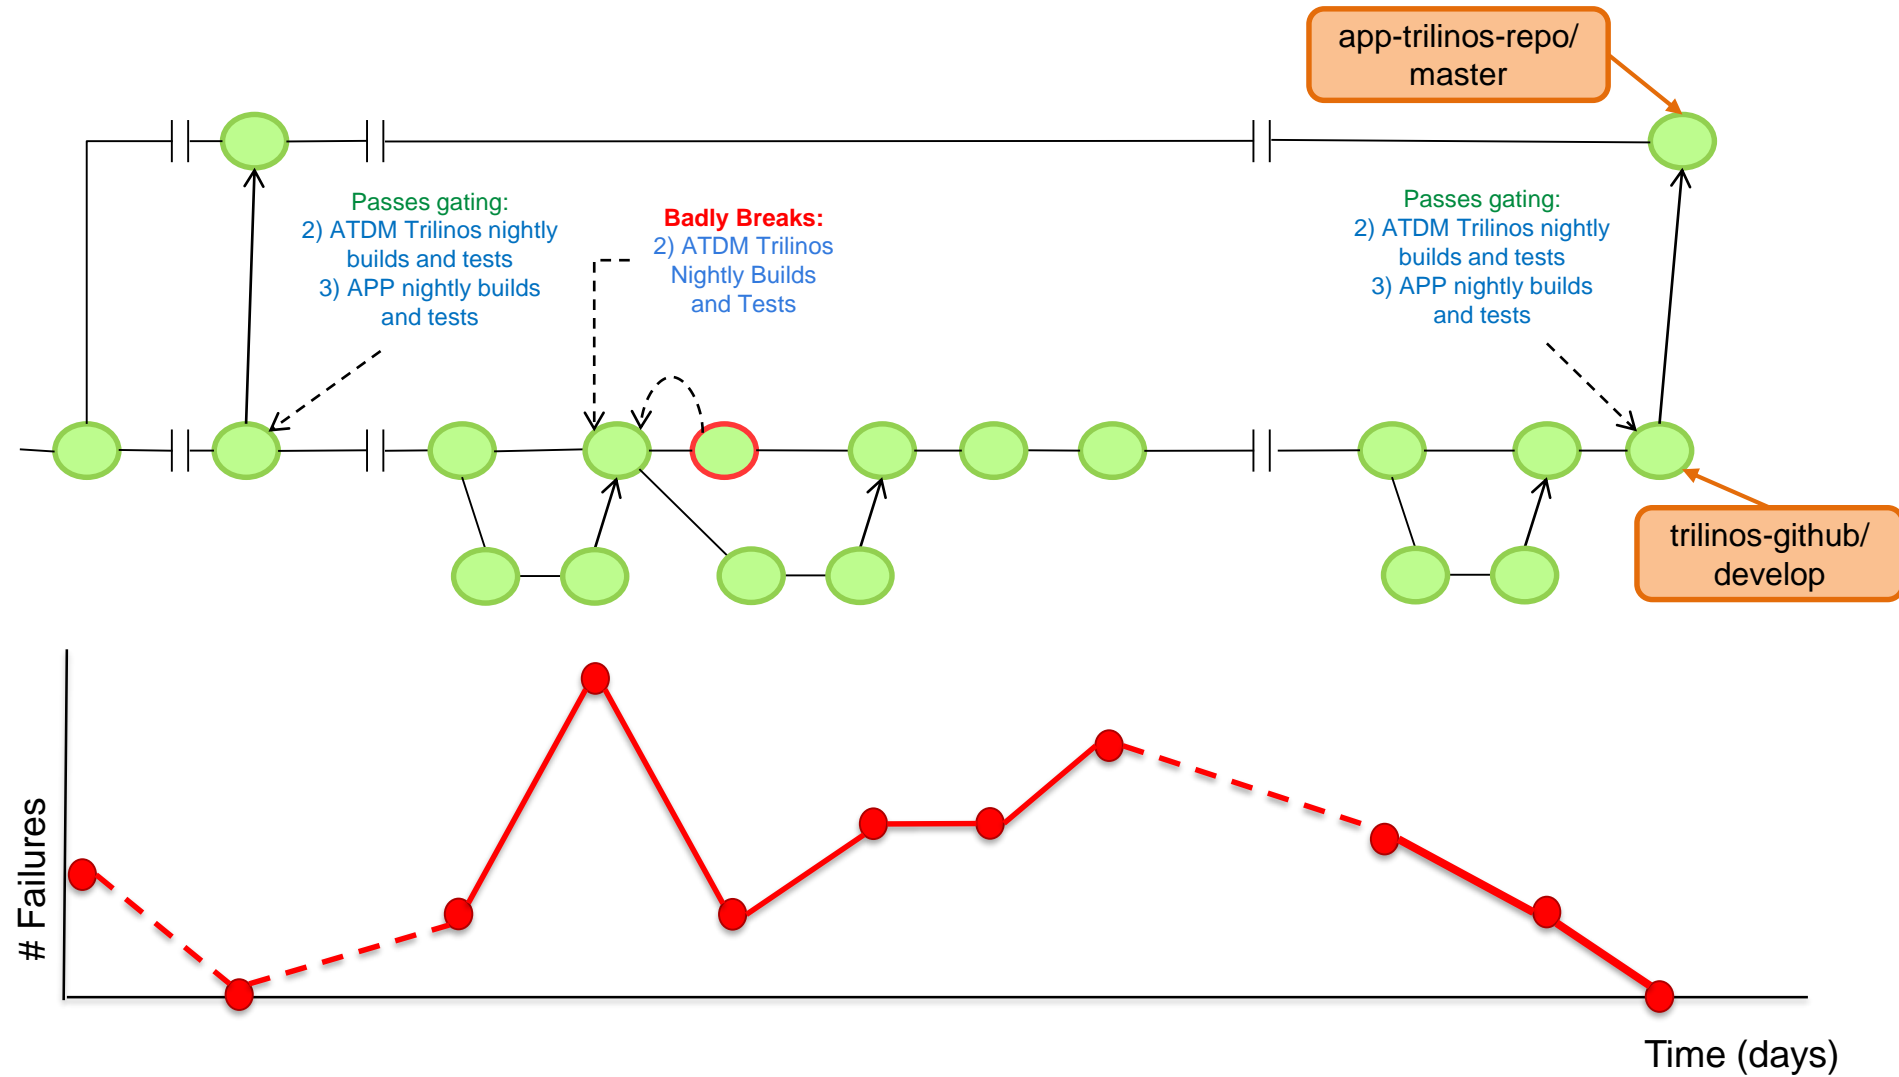 app-trilinos-repo/
master
Passes gating:
2) ATDM Trilinos nightly
builds and tests
3) APP nightly builds
and tests
Badly Breaks:
2) ATDM Trilinos
Nightly Builds
and Tests
Passes gating:
2) ATDM Trilinos nightly
builds and tests
3) APP nightly builds
and tests
trilinos-github/
develop
# Failures
Time (days)